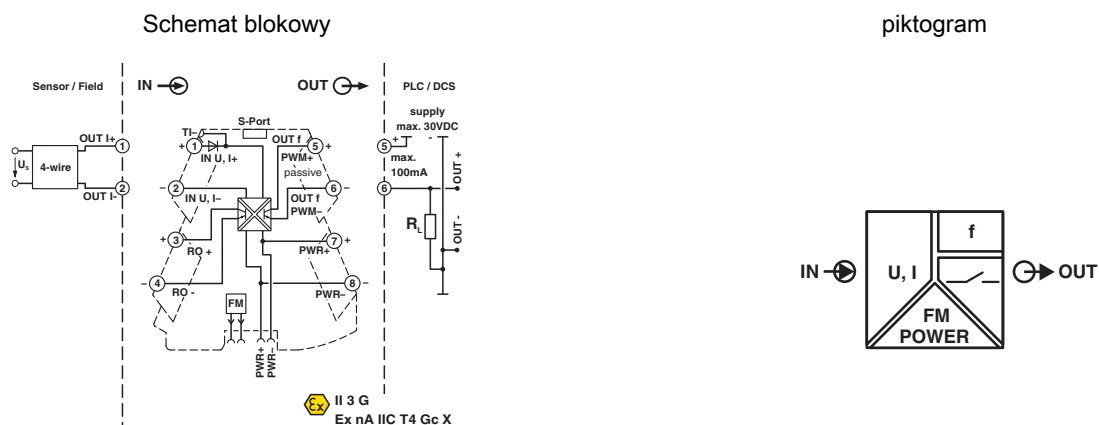 Schemat blokowy
piktogram
Sensor / Field
IN
OUT
PLC / DCS
supply
max. 30VDC
+
-
S-Port
TI–
OUT I+
1
+
1
IN U, I+
OUT f
5
+
PWM+
passive
5
+
max.
100mA
Us
4-wire
OUT I-
2
–
2
IN U, I–
OUT f
6
–
PWM–
6
OUT +
OUT -
RL
+
3
RO +
7
+
PWR+
–
4
RO -
8
–
PWR–
FM
PWR+
PWR–
Ex
II 3 G
Ex nA IIC T4 Gc X
f
IN
U, I
OUT
FM
POWER